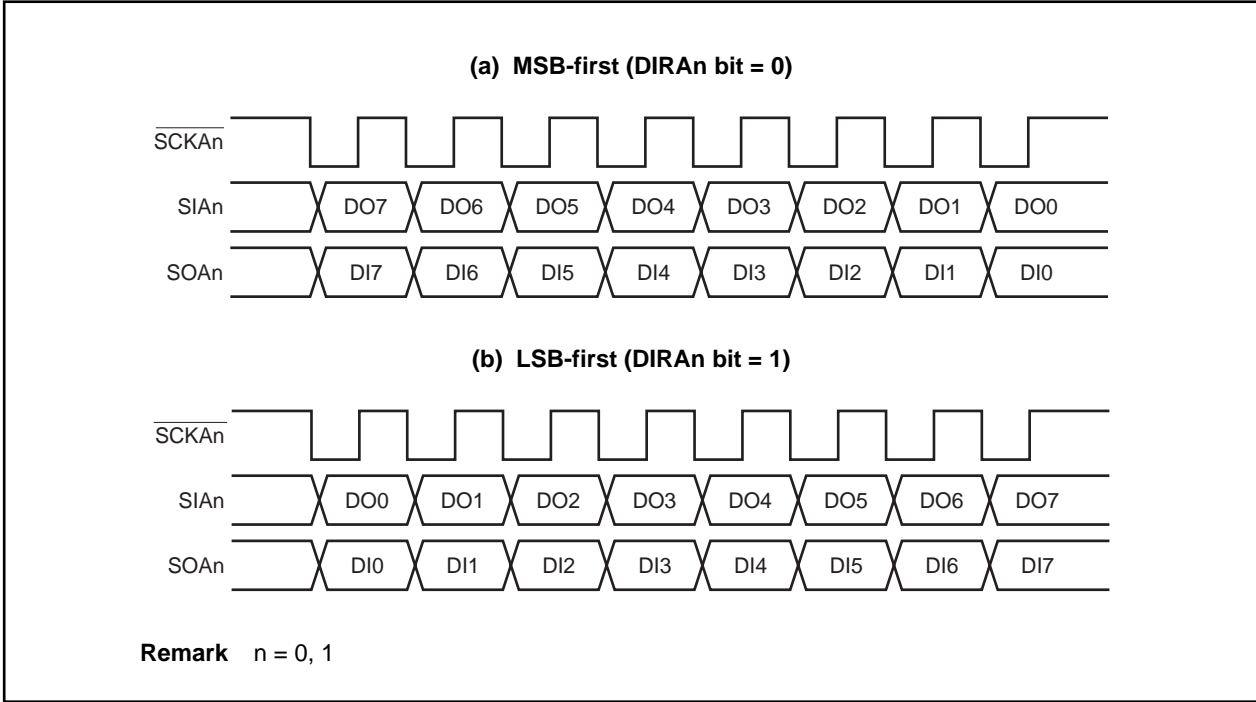 (a) MSB-first (DIRAn bit = 0)
SCKAn
SIAn DO7 DO6 DO5 DO4 DO3 DO2 DO1 DO0
SOAn DI7 DI6 DI5 DI4 DI3 DI2 DI1 DI0
(b) LSB-first (DIRAn bit = 1)
SCKAn
SIAn DO0 DO1 DO2 DO3 DO4 DO5 DO6 DO7
SOAn DI0 DI1 DI2 DI3 DI4 DI5 DI6 DI7
Remark n = 0, 1